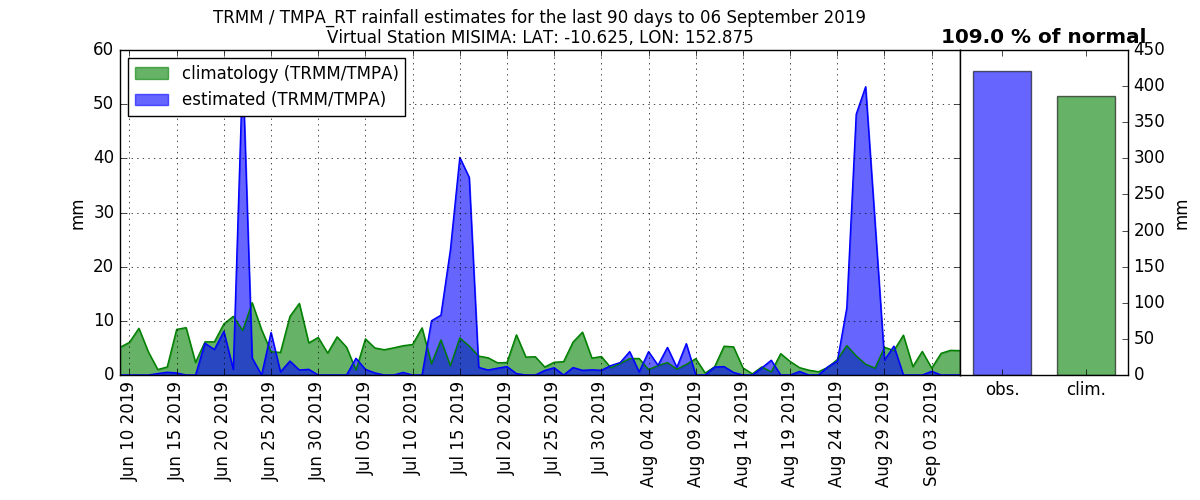 TRMM / TMPA_RT rainfall estimates for the last 90 days to 06 September 2019
Virtual Station MISIMA: LAT: -10.625, LON: 152.875
109.0 % of normal
climatology (TRMM/TMPA)
estimated (TRMM/TMPA)
60
50
40
30
20
10
0
mm
Jun 10 2019
Jun 15 2019
Jun 20 2019
Jun 25 2019
Jun 30 2019
Jul 05 2019
Jul 10 2019
Jul 15 2019
Jul 20 2019
Jul 25 2019
Jul 30 2019
Aug 04 2019
Aug 09 2019
Aug 14 2019
Aug 19 2019
Aug 24 2019
Aug 29 2019
Sep 03 2019
obs.
clim.
450
400
350
300
250
200
150
100
50
0
mm